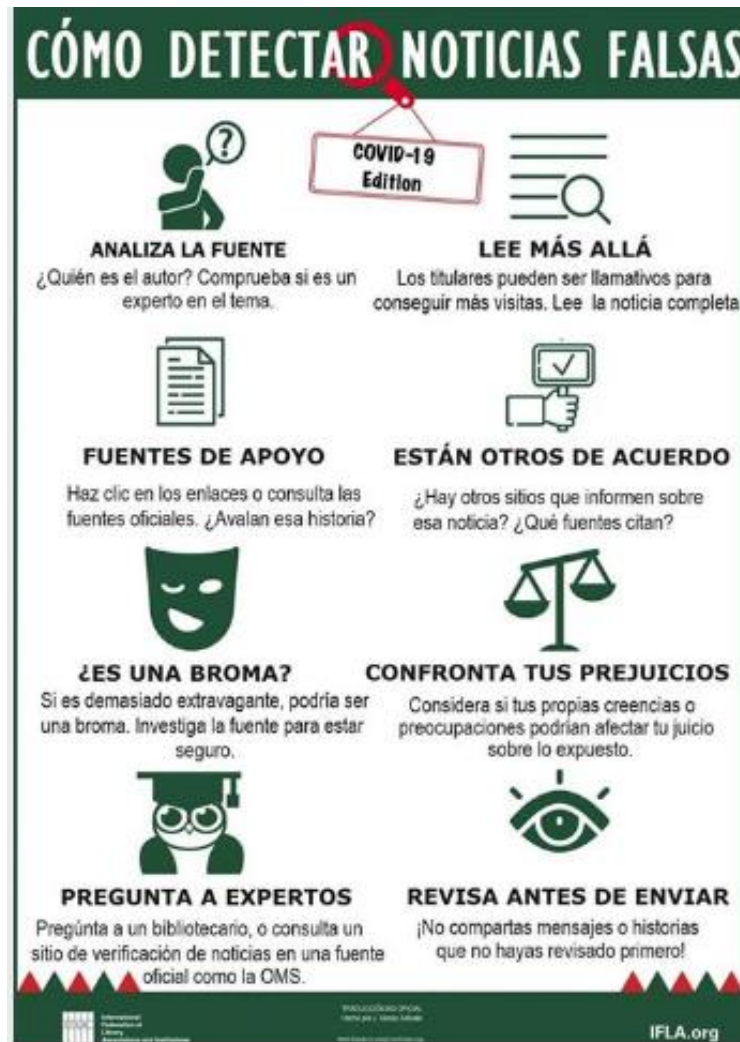 CÓMO DETECTAR NOTICIAS FALSAS
COVID-19
Edition
ANALIZA LA FUENTE
¿Quién es el autor? Comprueba si es un
experto en el tema.
LEE MÁS ALLÁ
Los titulares pueden ser llamativos para
conseguir más visitas. Lee la noticia completa
FUENTES DE APOYO
Haz clic en los enlaces o consulta las
fuentes oficiales. ¿Avalan esa historia?
ESTÁN OTROS DE ACUERDO
¿Hay otros sitios que informen sobre
esa noticia? ¿Qué fuentes citan?
¿ES UNA BROMA?
Si es demasiado extravagante, podría ser
una broma. Investiga la fuente para estar
seguro.
CONFRONTA TUS PREJUICIOS
Considera si tus propias creencias o
preocupaciones podrían afectar tu juicio
sobre lo expuesto.
PREGUNTA A EXPERTOS
Pregúnta a un bibliotecario, o consulta un
sitio de verificación de noticias en una fuente
oficial como la OMS.
REVISA ANTES DE ENVIAR
¡No compartas mensajes o historias
que no hayas revisado primero!
International
Federation of
Library
IFLA.org